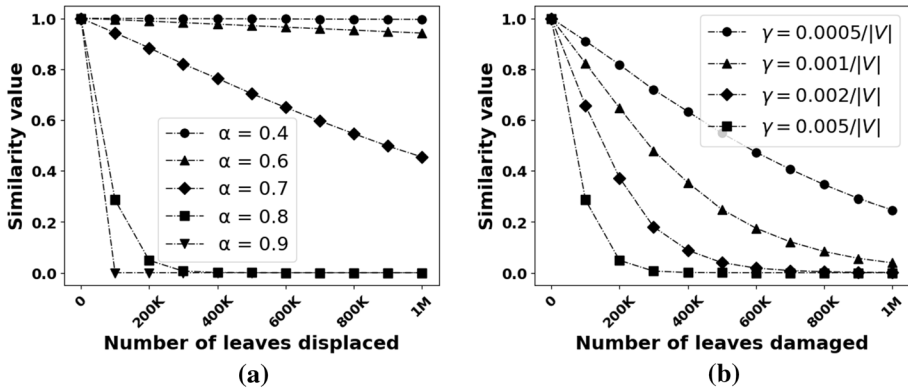 1.0
0.8
0.6
0.4
0.2
0.0
Similarity value
α = 0.4
α = 0.6
α = 0.7
α = 0.8
α = 0.9
0
200K
400K
600K
800K
1M
Number of leaves displaced
(a)
1.0
0.8
0.6
0.4
0.2
0.0
Similarity value
γ = 0.0005/|V|
γ = 0.001/|V|
γ = 0.002/|V|
γ = 0.005/|V|
0
200K
400K
600K
800K
1M
Number of leaves damaged
(b)